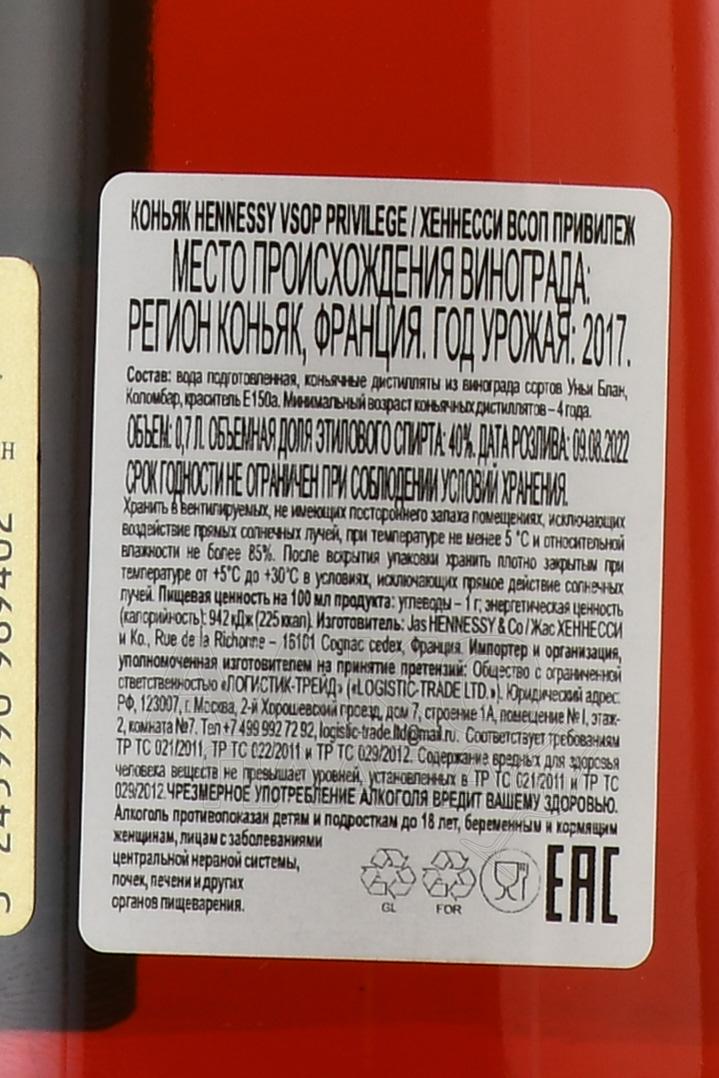 КОНЬЯК HENNESSY VSOP PRIVILEGE / ХЕННЕССИ ВСОП ПРИВИЛЕЖ
МЕСТО ПРОИСХОЖДЕНИЯ ВИНОГРАДА:
РЕГИОН КОНЬЯК, ФРАНЦИЯ. ГОД УРОЖАЯ: 2017.
Состав: вода подготовленная, коньячные дистилляты из винограда сортов Уньи Блан,
Коломбар, краситель Е150а. Минимальный возраст коньячных дистиллятов – 4 года.
ОБЪЕМ: 0,7 Л. ОБЪЕМНАЯ ДОЛЯ ЭТИЛОВОГО СПИРТА: 40%. ДАТА РОЗЛИВА: 09.08.2022
СРОК ГОДНОСТИ НЕ ОГРАНИЧЕН ПРИ СОБЛЮДЕНИИ УСЛОВИЙ ХРАНЕНИЯ.
Хранить в вентилируемых, не имеющих постороннего запаха помещениях, исключающих
воздействие прямых солнечных лучей, при температуре не менее 5 °С и относительной
влажности не более 85%. После вскрытия упаковки хранить плотно закрытым при
температуре от +5°С до +30°С в условиях, исключающих прямое действие солнечных
лучей. Пищевая ценность на 100 мл продукта: углеводы – 1 г; энергетическая ценность
(калорийность): 942 кДж (225 ккал). Изготовитель: Jas HENNESSY & Co / Жас ХЕННЕССИ
и Ко., Rue de la Richonne – 16101 Cognac cedex, Франция. Импортер и организация,
уполномоченная изготовителем на принятие претензий: Общество с ограниченной
ответственностью «ЛОГИСТИК-ТРЕЙД» («LOGISTIC-TRADE LTD.»). Юридический адрес:
РФ, 123007, г. Москва, 2-й Хорошевский проезд, дом 7, строение 1А, помещение № I, этаж-
2, комната №7. Тел +7 499 992 72 92, logistic-trade.ltd@mail.ru. Соответствует требованиям
ТР ТС 021/2011, ТР ТС 022/2011 и ТР ТС 029/2012. Содержание вредных для здоровья
человека веществ не превышает уровней, установленных в ТР ТС 021/2011 и ТР ТС
029/2012. ЧРЕЗМЕРНОЕ УПОТРЕБЛЕНИЕ АЛКОГОЛЯ ВРЕДИТ ВАШЕМУ ЗДОРОВЬЮ.
Алкоголь противопоказан детям и подросткам до 18 лет, беременным и кормящим
женщинам, лицам с заболеваниями
центральной нервной системы,
почек, печени и других
органов пищеварения.
GL FOR EAC